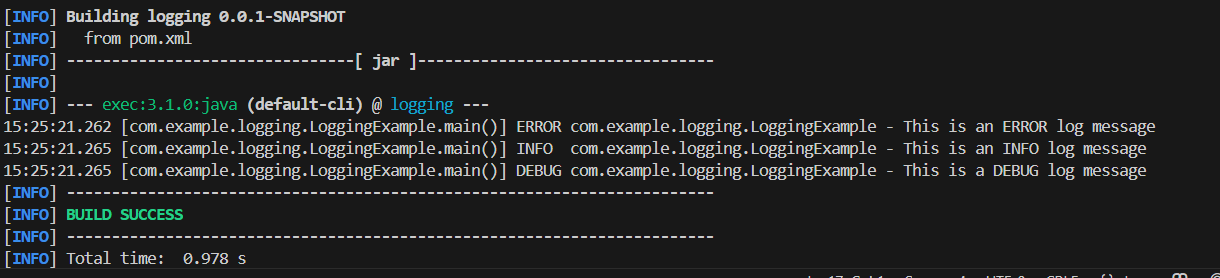 [INFO] Building logging 0.0.1-SNAPSHOT
[INFO]   from pom.xml
[INFO] --------------------------------[ jar ]---------------------------------
[INFO]
[INFO] --- exec:3.1.0:java (default-cli) @ logging ---
15:25:21.262 [com.example.logging.LoggingExample.main()] ERROR com.example.logging.LoggingExample - This is an ERROR log message
15:25:21.265 [com.example.logging.LoggingExample.main()] INFO  com.example.logging.LoggingExample - This is an INFO log message
15:25:21.265 [com.example.logging.LoggingExample.main()] DEBUG com.example.logging.LoggingExample - This is a DEBUG log message
[INFO] ------------------------------------------------------------------------
[INFO] BUILD SUCCESS
[INFO] ------------------------------------------------------------------------
[INFO] Total time:  0.978 s